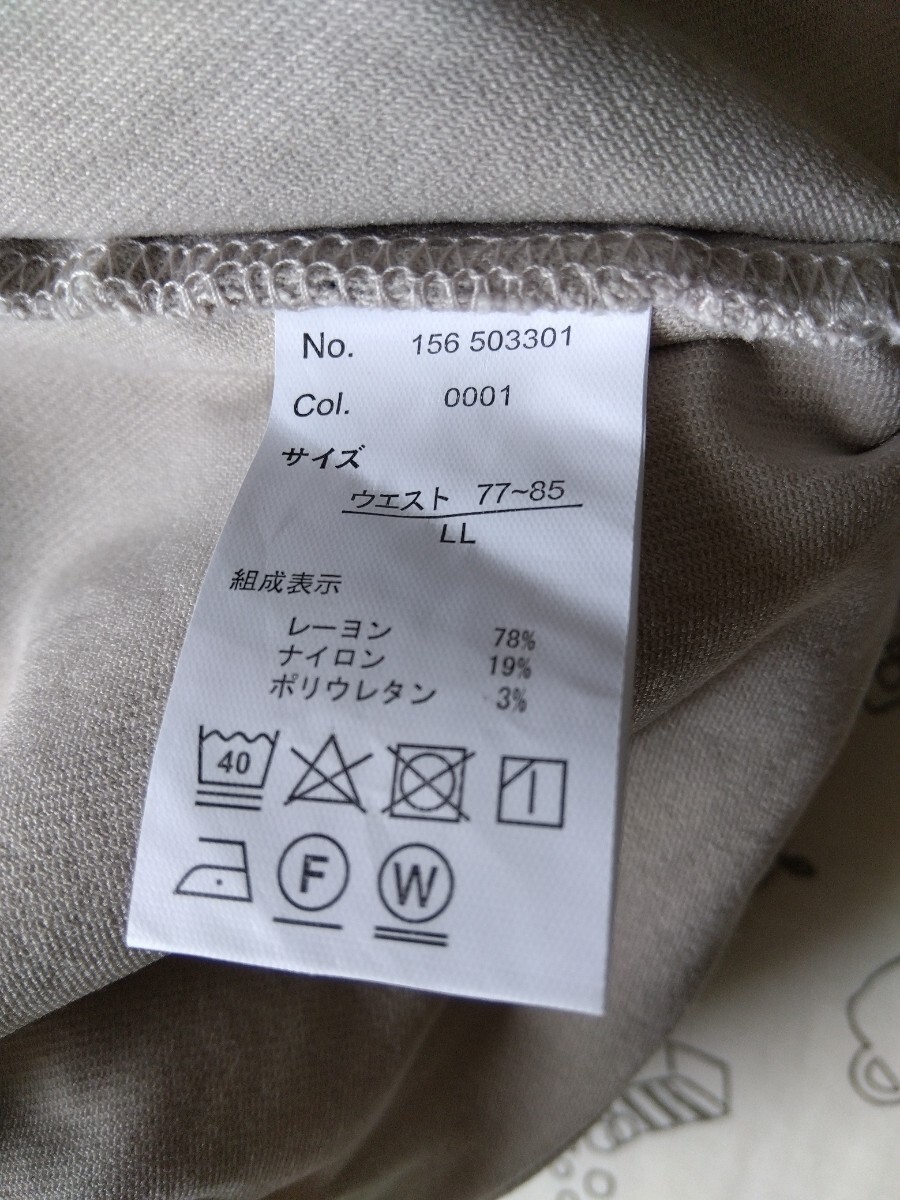 No. 156 503301
Col. 0001
サイズ
ウエスト 77~85
LL
組成表示
レーヨン 78%
ナイロン 19%
ポリウレタン 3%
40
F W